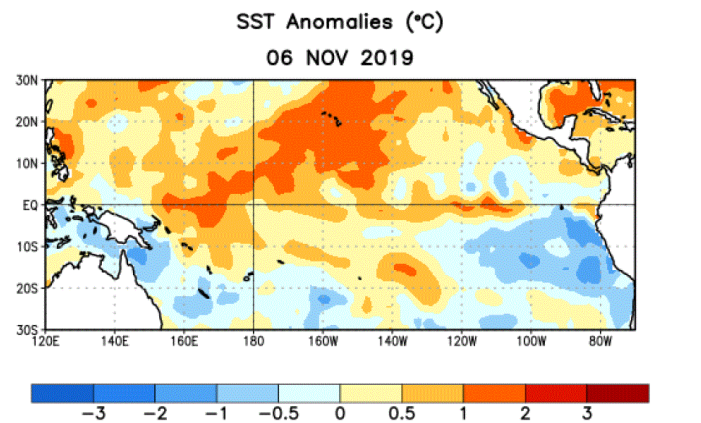 SST Anomalies (°C)
06 NOV 2019
30N
20N
10N
EQ
10S
20S
30S
120E 140E 160E 180 160W 140W 120W 100W 80W
-3 -2 -1 -0.5 0 0.5 1 2 3